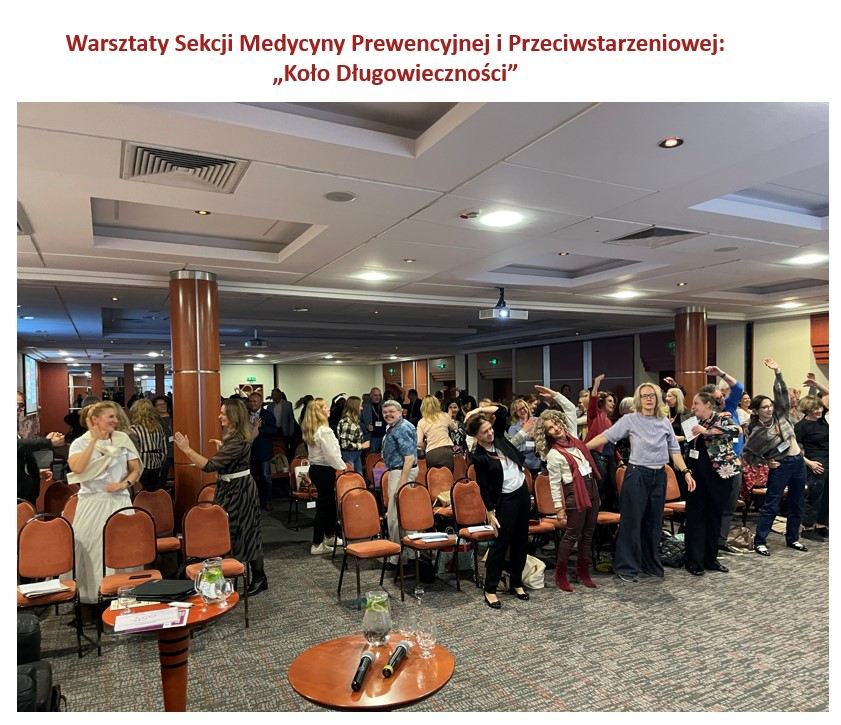 Warsztaty Sekcji Medycyny Prewencyjnej i Przeciwstarzeniowej:
„Koło Długowieczności”